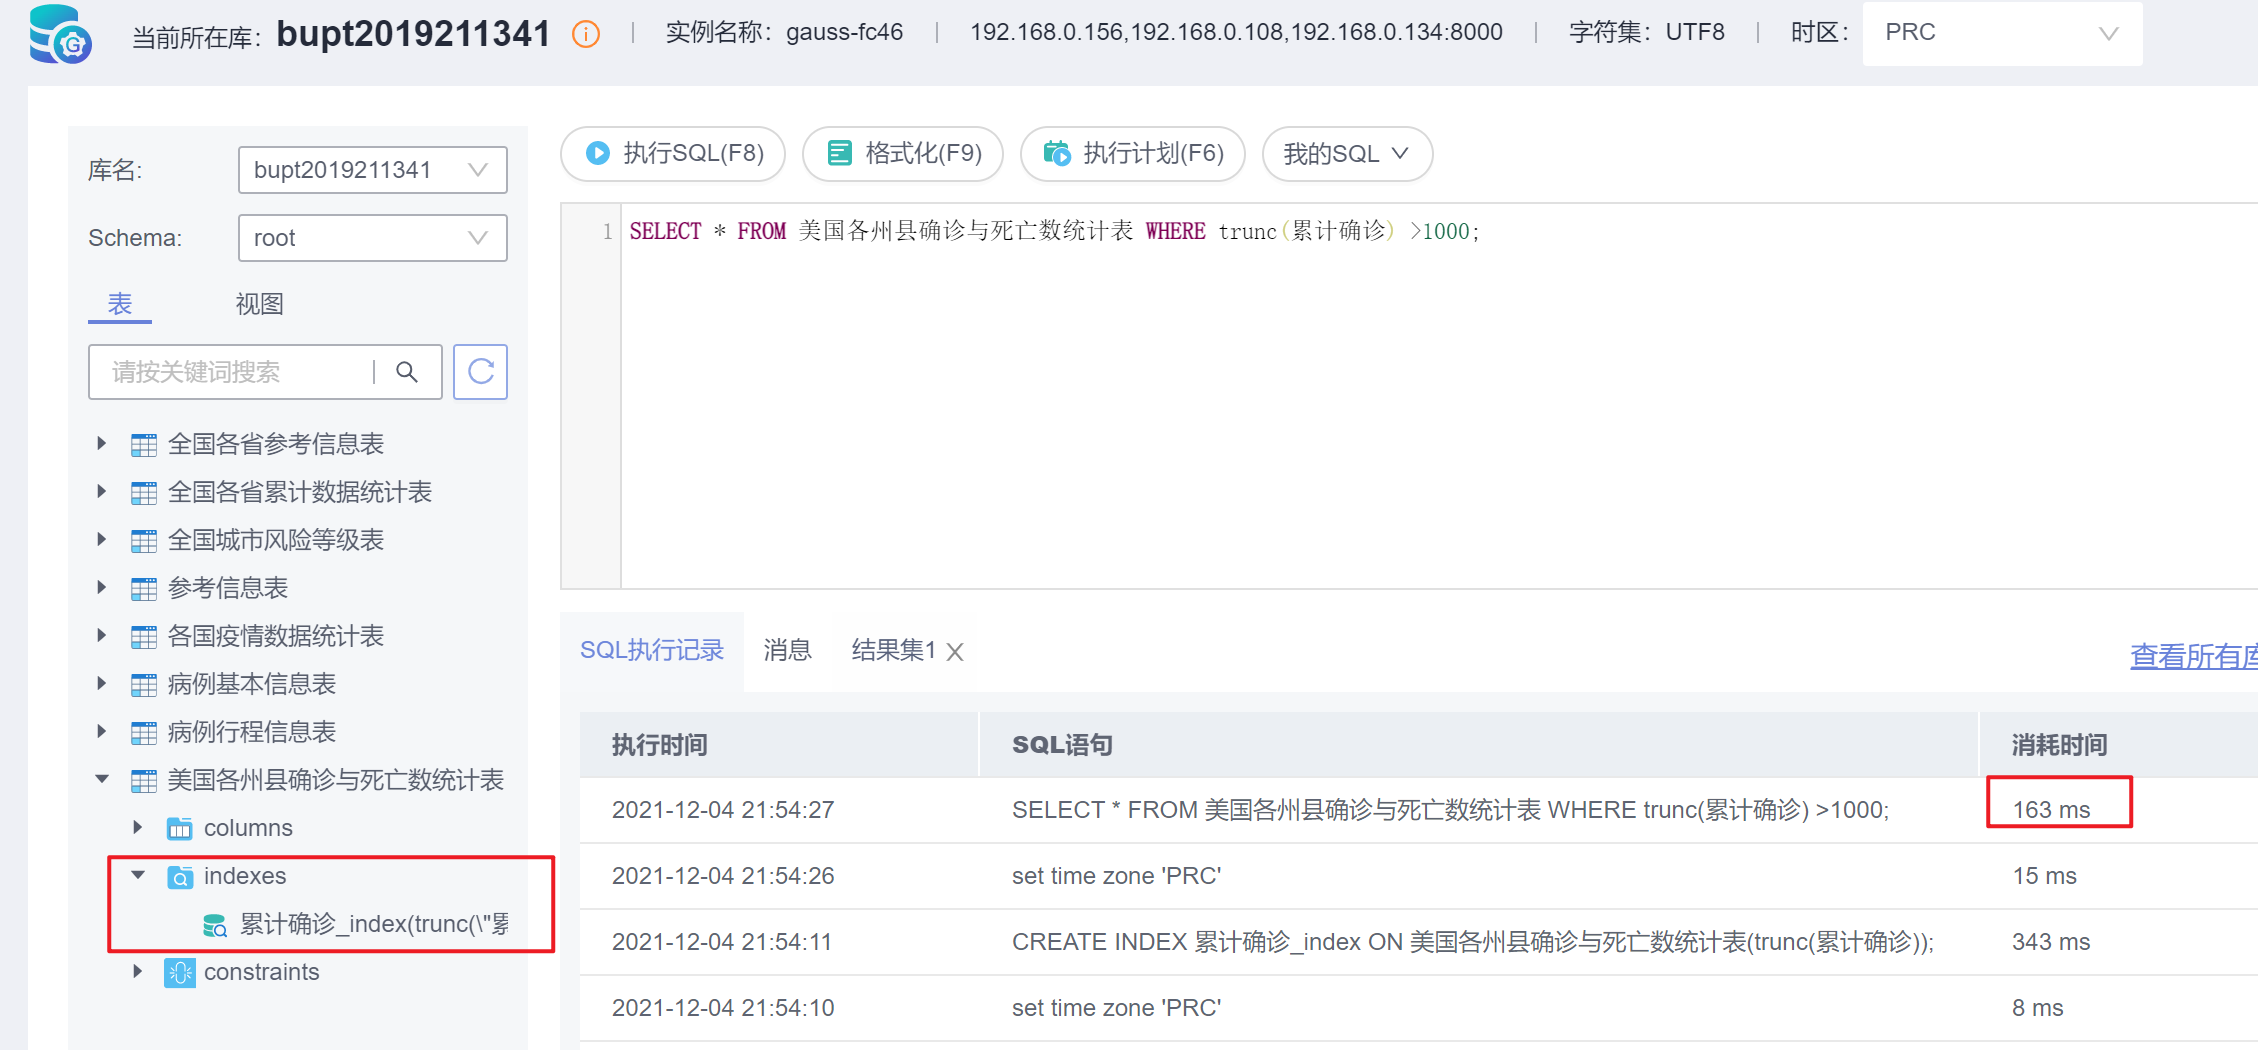 当前所在库: bupt2019211341 实例名称: gauss-fc46 | 192.168.0.156,192.168.0.108,192.168.0.134:8000 | 字符集: UTF8 | 时区: PRC
库名: bupt2019211341
Schema: root
表 视图
请按关键词搜索
全国各省参考信息表
全国各省累计数据统计表
全国城市风险等级表
参考信息表
各国疫情数据统计表
病例基本信息表
病例行程信息表
美国各州县确诊与死亡数统计表
columns
indexes
累计确诊_index(trunc(\"累
constraints
执行SQL(F8) 格式化(F9) 执行计划(F6) 我的SQL
1 SELECT * FROM 美国各州县确诊与死亡数统计表 WHERE trunc(累计确诊) >1000;
SQL执行记录 消息 结果集1 X 查看所有库
执行时间 SQL语句 消耗时间
2021-12-04 21:54:27 SELECT * FROM 美国各州县确诊与死亡数统计表 WHERE trunc(累计确诊) >1000; 163 ms
2021-12-04 21:54:26 set time zone 'PRC' 15 ms
2021-12-04 21:54:11 CREATE INDEX 累计确诊_index ON 美国各州县确诊与死亡数统计表(trunc(累计确诊)); 343 ms
2021-12-04 21:54:10 set time zone 'PRC' 8 ms